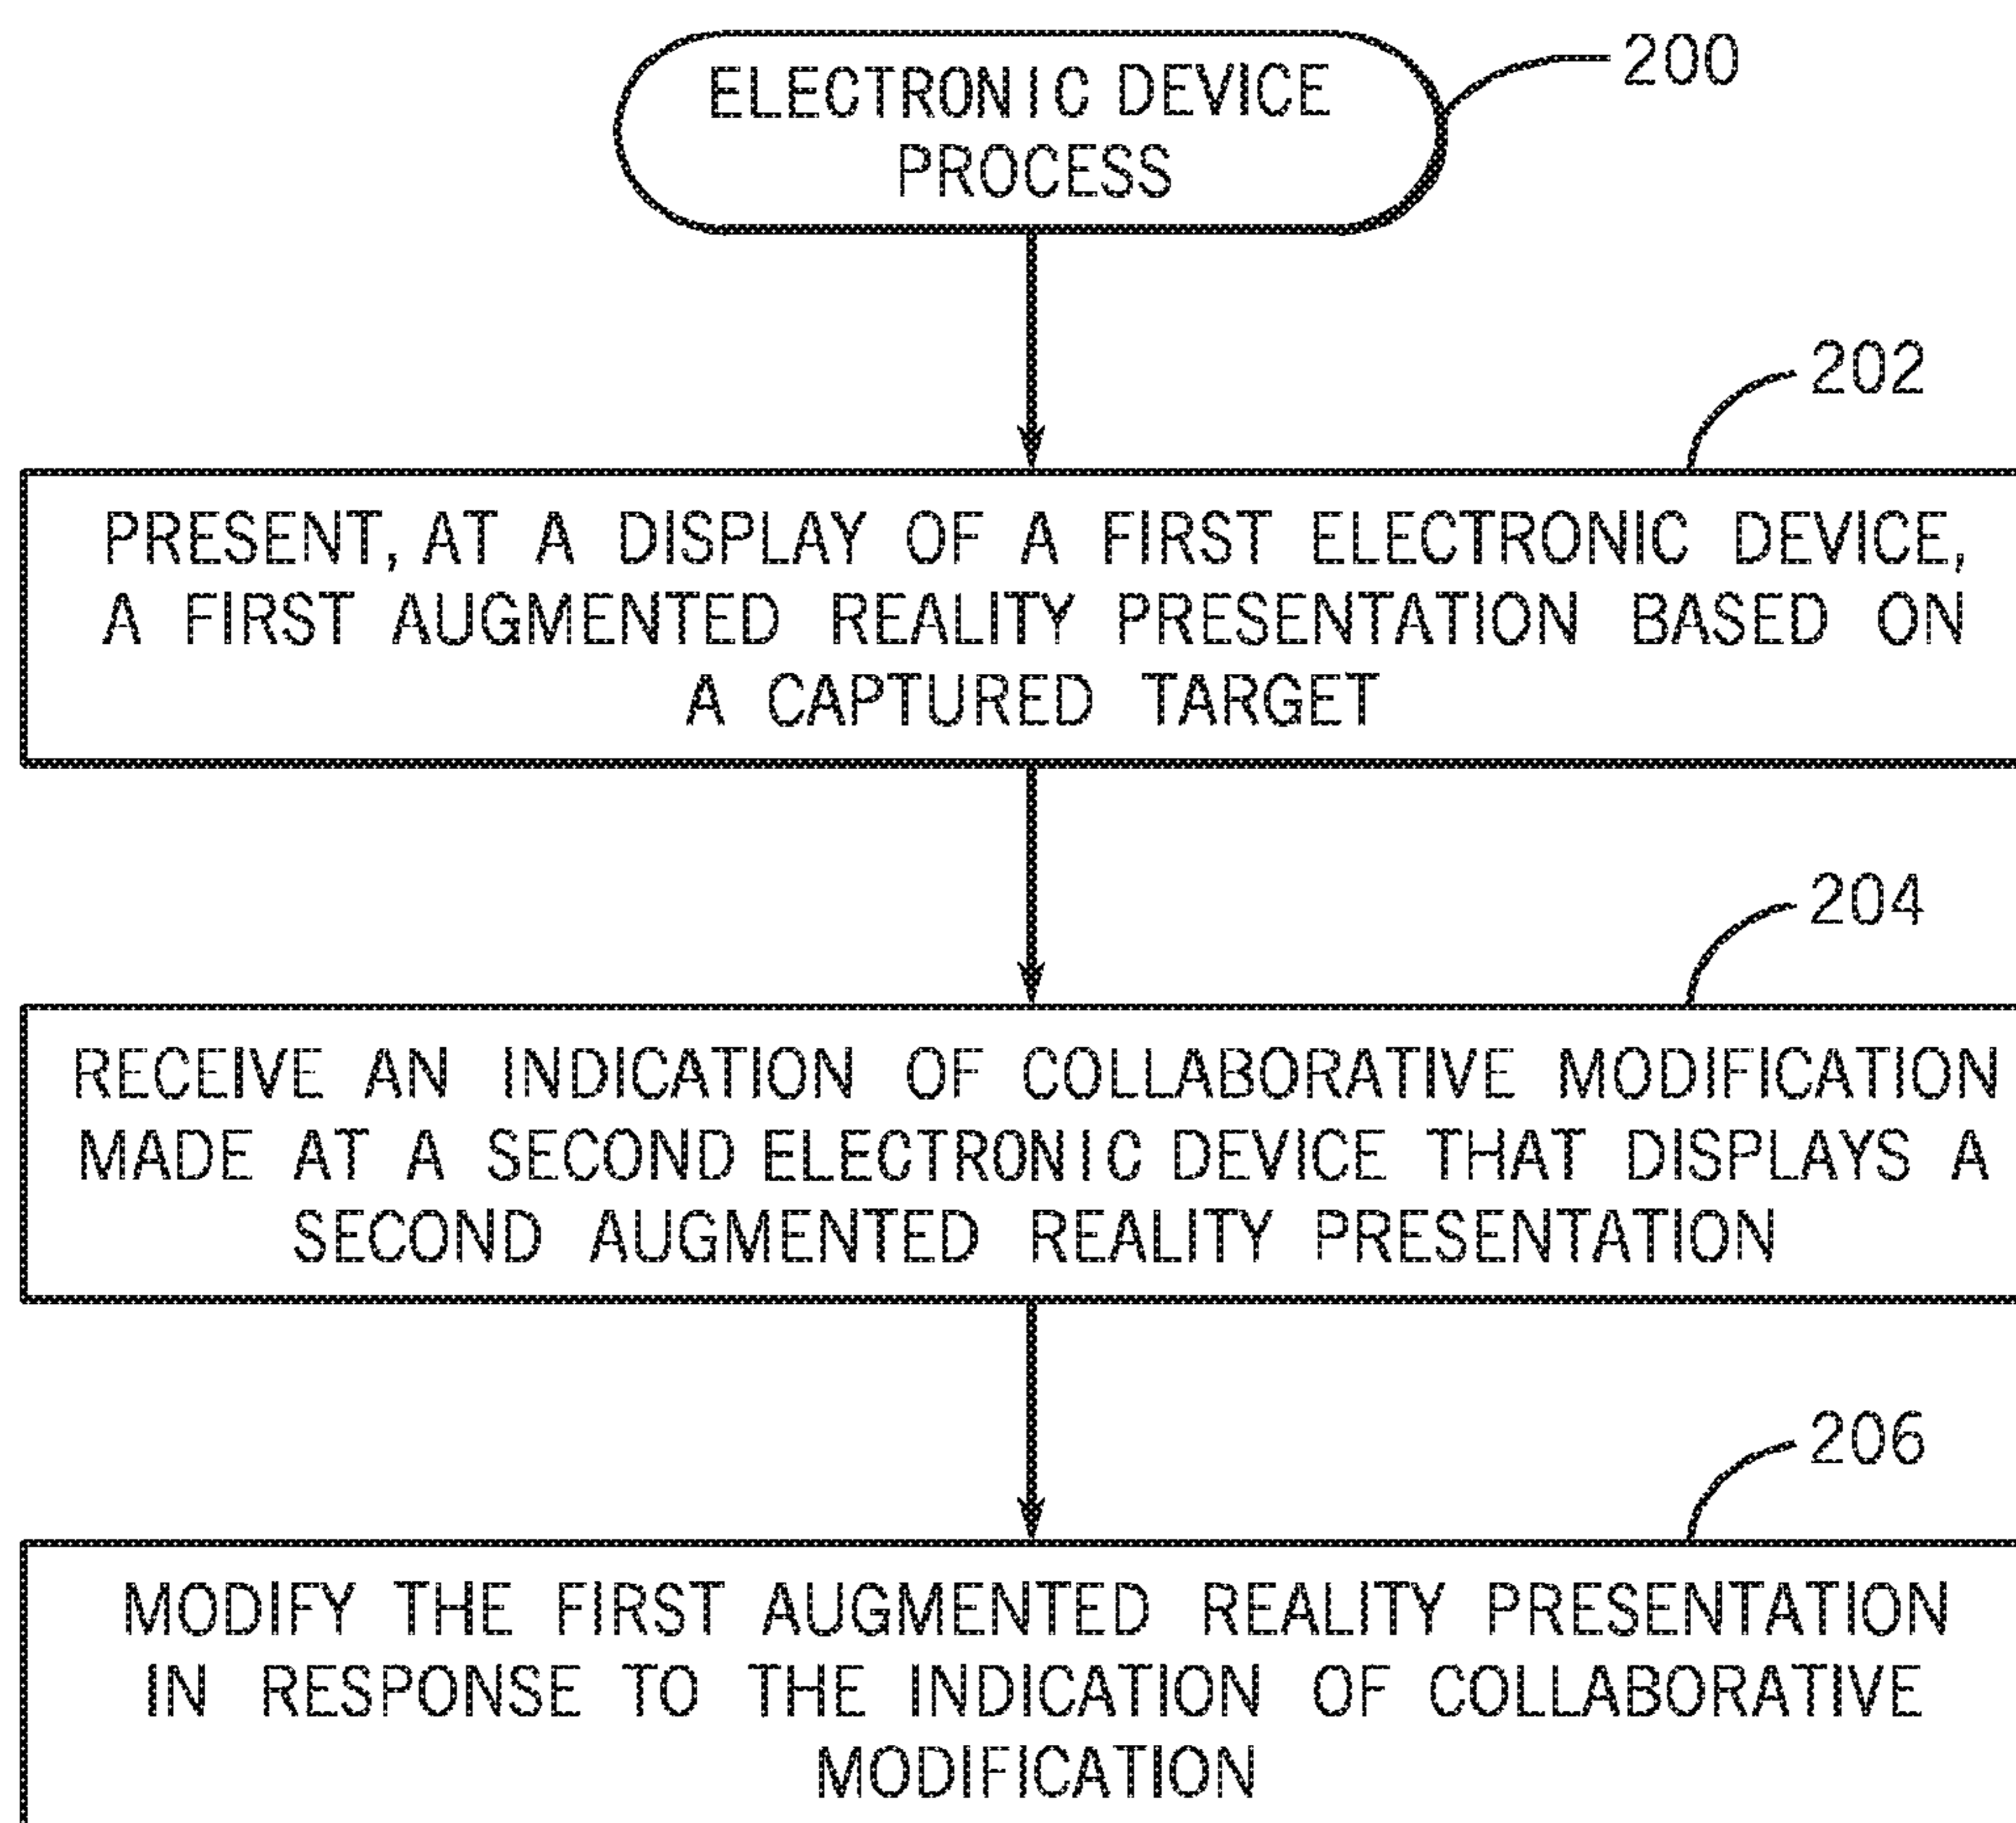 ELECTRONIC DEVICE
PROCESS
200
202
PRESENT, AT A DISPLAY OF A FIRST ELECTRONIC DEVICE,
A FIRST AUGMENTED REALITY PRESENTATION BASED ON
A CAPTURED TARGET
204
RECEIVE AN INDICATION OF COLLABORATIVE MODIFICATION
MADE AT A SECOND ELECTRONIC DEVICE THAT DISPLAYS A
SECOND AUGMENTED REALITY PRESENTATION
206
MODIFY THE FIRST AUGMENTED REALITY PRESENTATION
IN RESPONSE TO THE INDICATION OF COLLABORATIVE
MODIFICATION